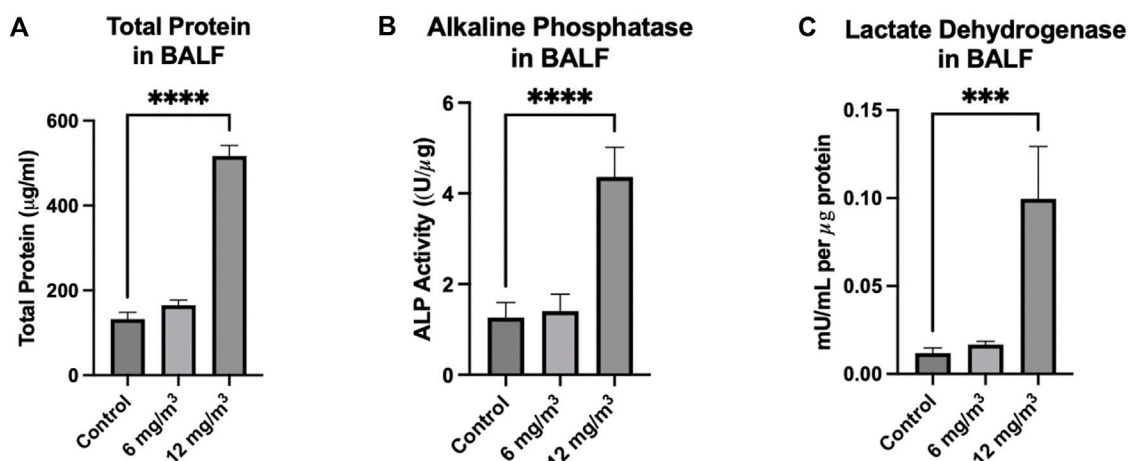 A
Total Protein
in BALF
****
Total Protein (μg/ml)
600
400
200
0
Control
6 mg/m³
12 mg/m³
B
Alkaline Phosphatase
in BALF
****
ALP Activity ((U/μg)
6
4
2
0
Control
6 mg/m³
12 mg/m³
C
Lactate Dehydrogenase
in BALF
***
mU/mL per μg protein
0.15
0.10
0.05
0.00
Control
6 mg/m³
12 mg/m³